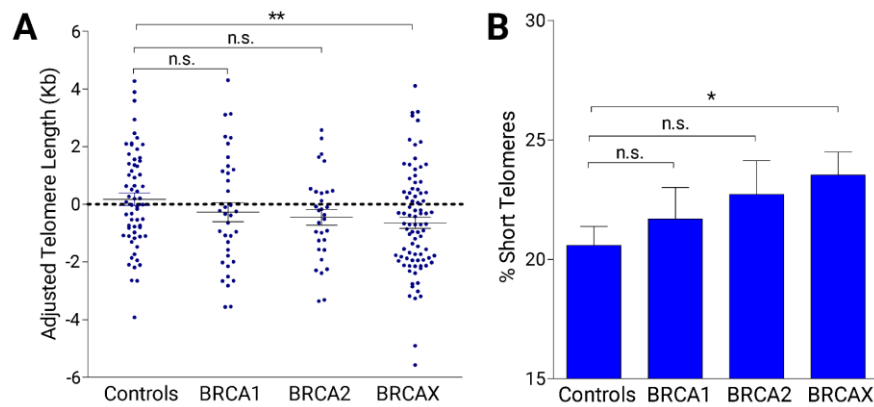 A
Adjusted Telomere Length (Kb)
6
4
2
0
-2
-4
-6
**
n.s.
n.s.
Controls BRCA1 BRCA2 BRCAX
B
% Short Telomeres
30
25
20
15
*
n.s.
n.s.
Controls BRCA1 BRCA2 BRCAX